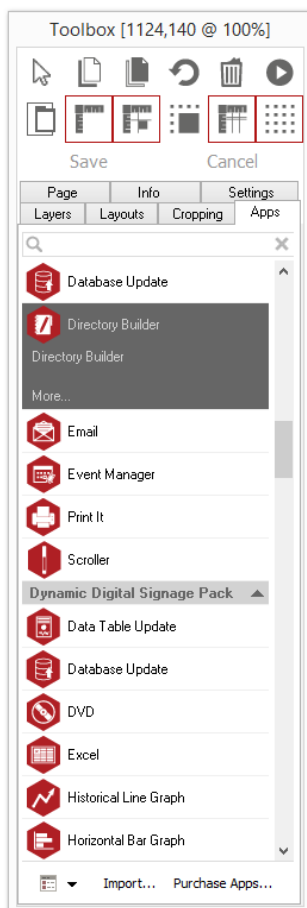 Toolbox [1124,140 @ 100%]
Save Cancel
Page Info Settings
Layers Layouts Cropping Apps
Database Update
Directory Builder
Directory Builder
More...
Email
Event Manager
Print It
Scroller
Dynamic Digital Signage Pack
Data Table Update
Database Update
DVD
Excel
Historical Line Graph
Horizontal Bar Graph
Import... Purchase Apps...